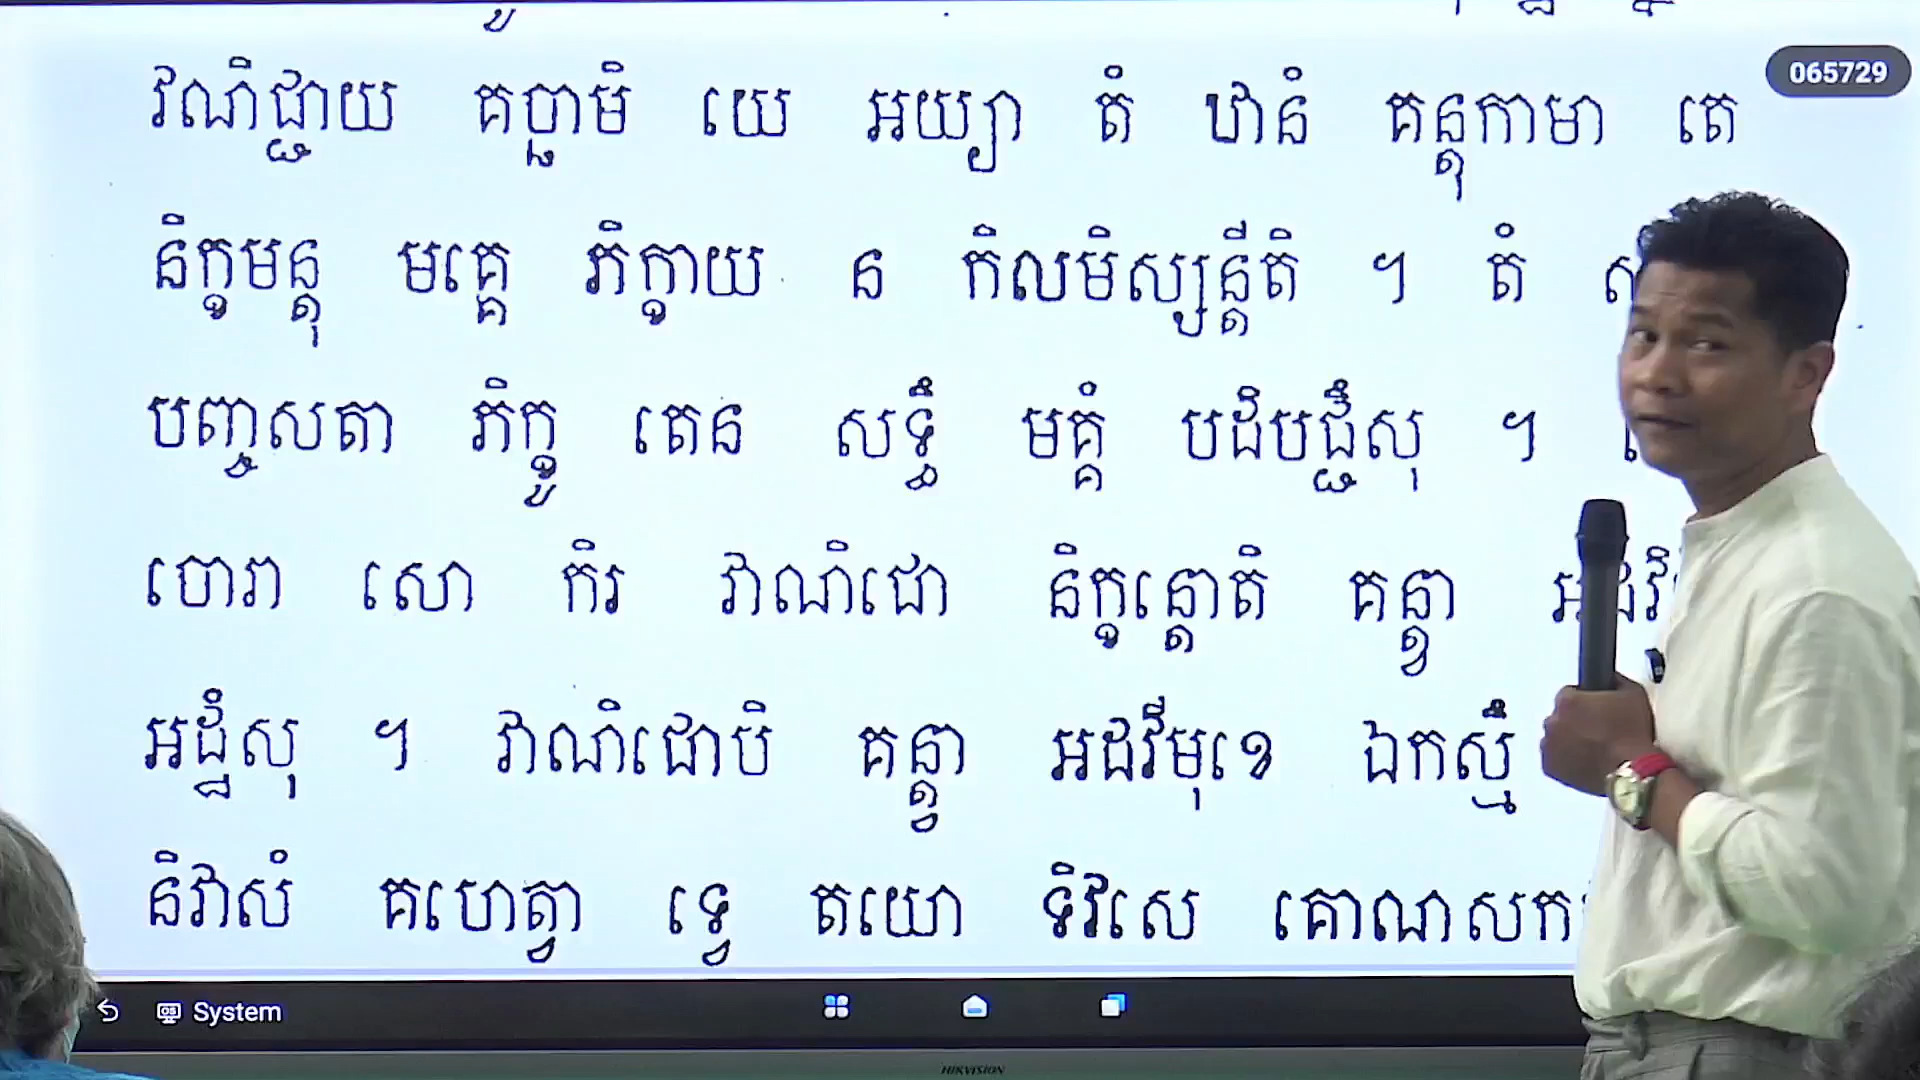 065729
វណិជ្ជាយ គច្ឆាមិ យេ អយ្យា តំ ឋានំ គន្តុកាមា តេ
និក្ខមន្តុ មគ្គេ ភិក្ខាយ ន កិលមិស្សន្តីតិ ។ តំ
បញ្ចសតា ភិក្ខូ តេន សទ្ធឹ មគ្គំ បដិបជ្ជឹសុ ។
ចោរា សោ កិរ វាណិជោ និក្ខន្តោតិ គន្ត្វា
អដ្ឋំសុ ។ វាណិជោបិ គន្ត្វា អដវីមុខេ ឯកស្មឹ
និវាសំ គហេត្វា ទ្វេ តយោ ទិវសេ
System
HIKVISION